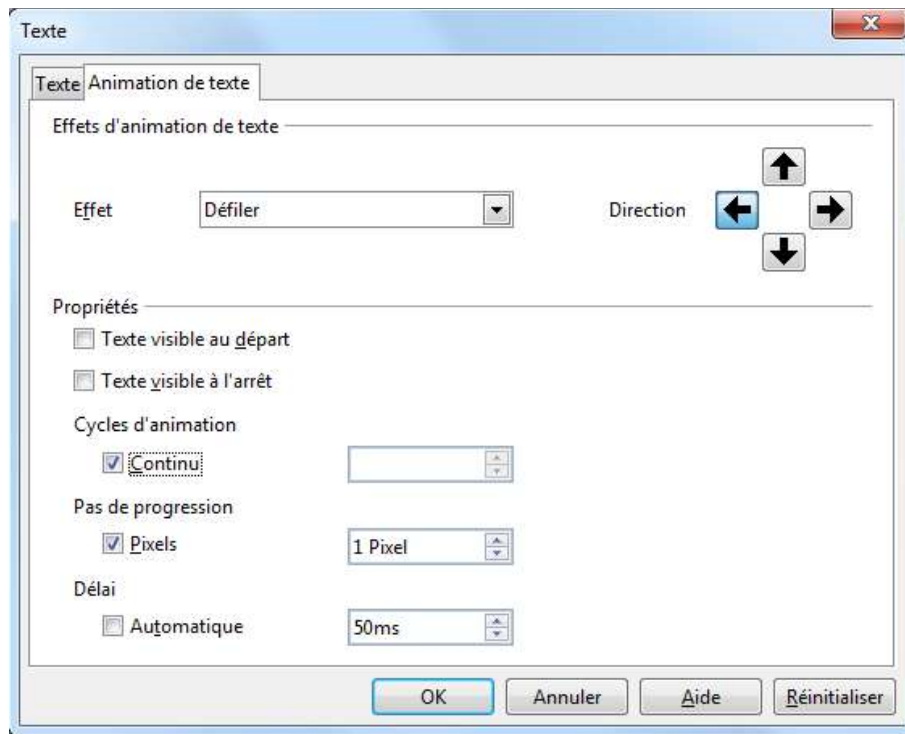 Texte
Texte Animation de texte
Effets d'animation de texte
Effet Défiler Direction
Propriétés
Texte visible au départ
Texte visible à l'arrêt
Cycles d'animation
Continu
Pas de progression
Pixels 1 Pixel
Délai
Automatique 50ms
OK Annuler Aide Réinitialiser